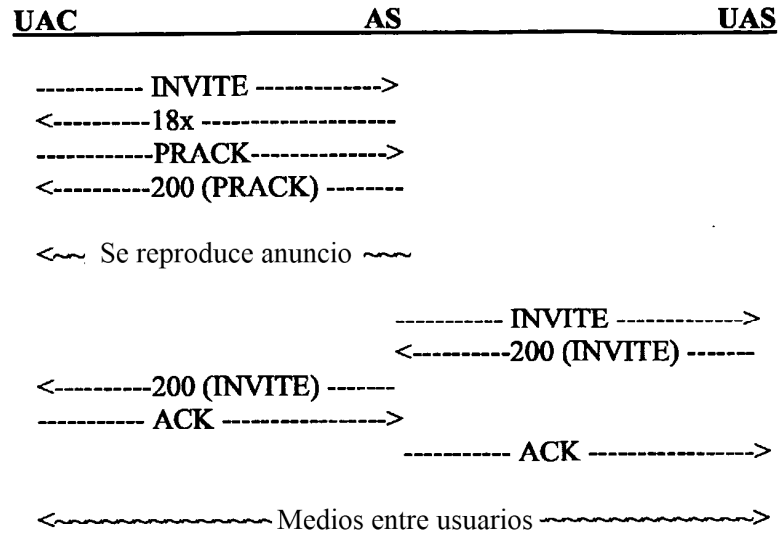 UAC AS UAS
----------- INVITE ------------->
<----------18x --------------------
------------PRACK-------------->
<----------200 (PRACK) --------
<~~ Se reproduce anuncio ~~~
----------- INVITE ------------->
<----------200 (INVITE) -------
<----------200 (INVITE) -------
----------- ACK ----------------->
----------- ACK ----------------->
<~~~~~~~~~~~~ Medios entre usuarios ~~~~~~~~~~~~>